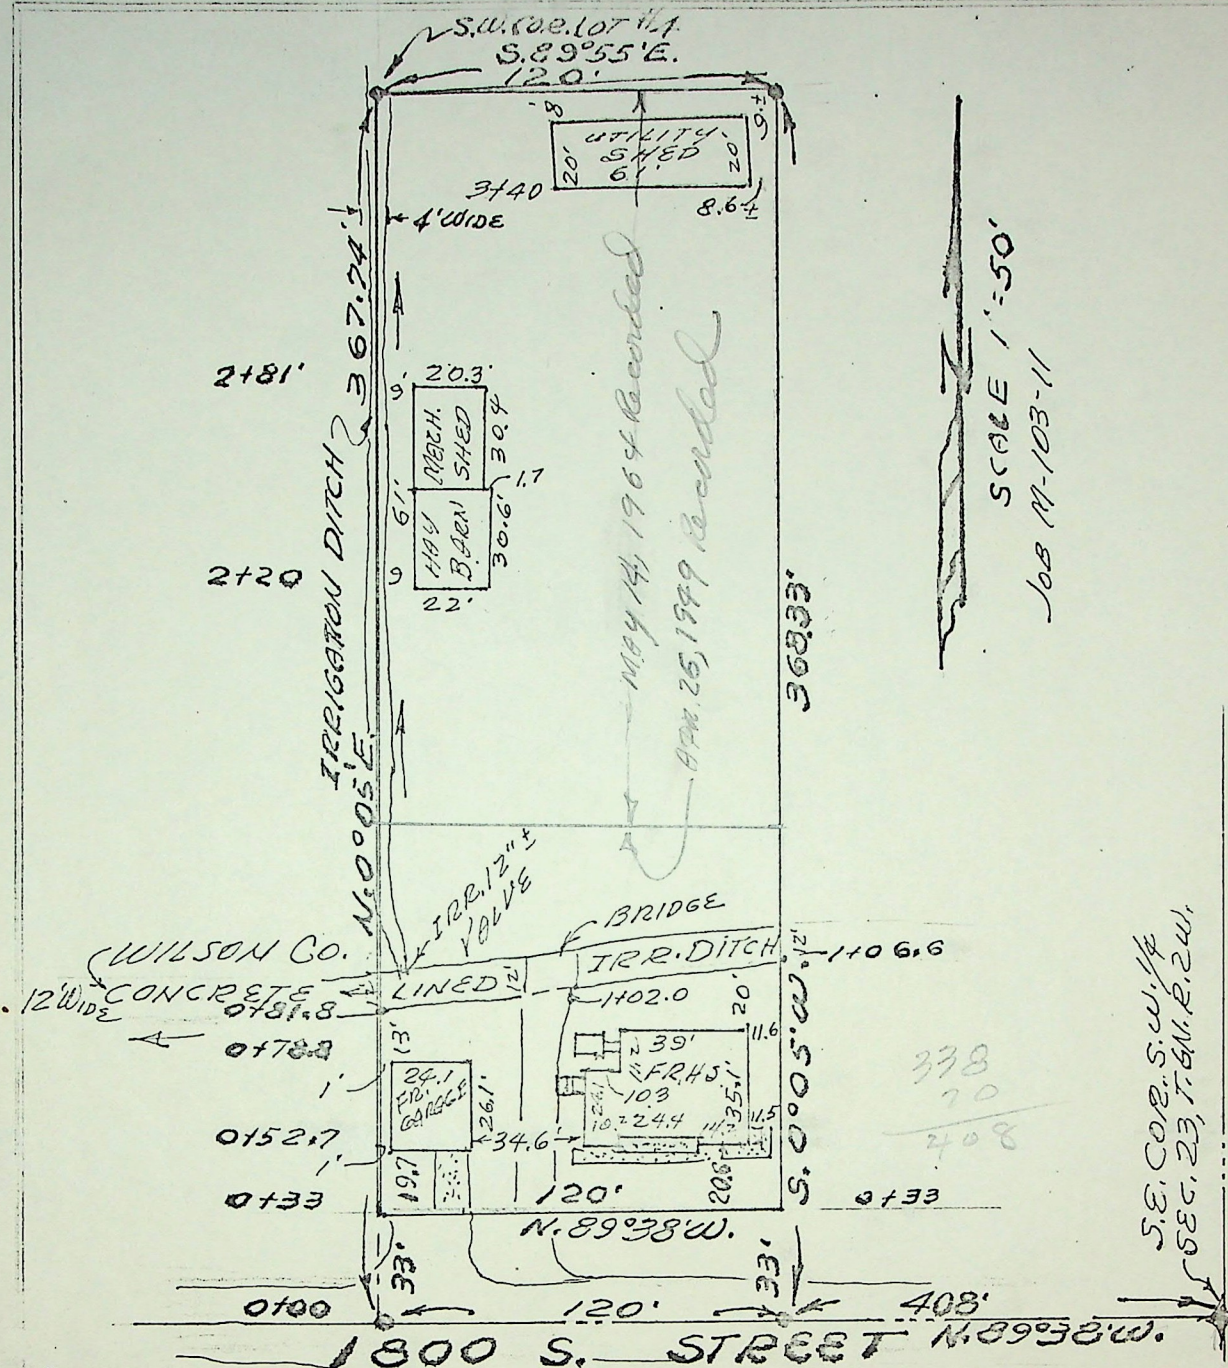 S.W. COR. LOT
S. 89°55'E.
120'
8'
9±
UTILITY
SHED
61'
20'
20'
3+40
8.6±
4' WIDE
367.74'
IRRIGATION DITCH
N. 0°05'E.
2+81'
9'
20.3'
MERH.
SHED
30.4
1.7
61'
HAY
BARN
30.6'
2+20
9
22'
May 14, 1964 Recorded
APR. 26, 1949 Recorded
368.33'
S. 0°05'W.
SCALE 1"=50'
JOB M-103-11
IRR. 12"±
VALVE
BRIDGE
WILSON CO.
CONCRETE
LINED
12'
IRR. DITCH
12'
1+06.6
12' WIDE
0+81.8
1+02.0
0+78.8
13'
20'
11.6
1'
24.1
FR.
GARAGE
26.1'
39'
FR. HS
103
35.1'
24.4
11.5
0+52.7
1'
34.6'
19.7
20.6
0+33
120'
0+33
N. 89°38'W.
338
70
408
S.E. COR. S.W. 1/4
SEC. 23, T. 6N. R. 2W.
33'
33'
0+00
120'
408'
N. 89°38'W.
1800 S. STREET